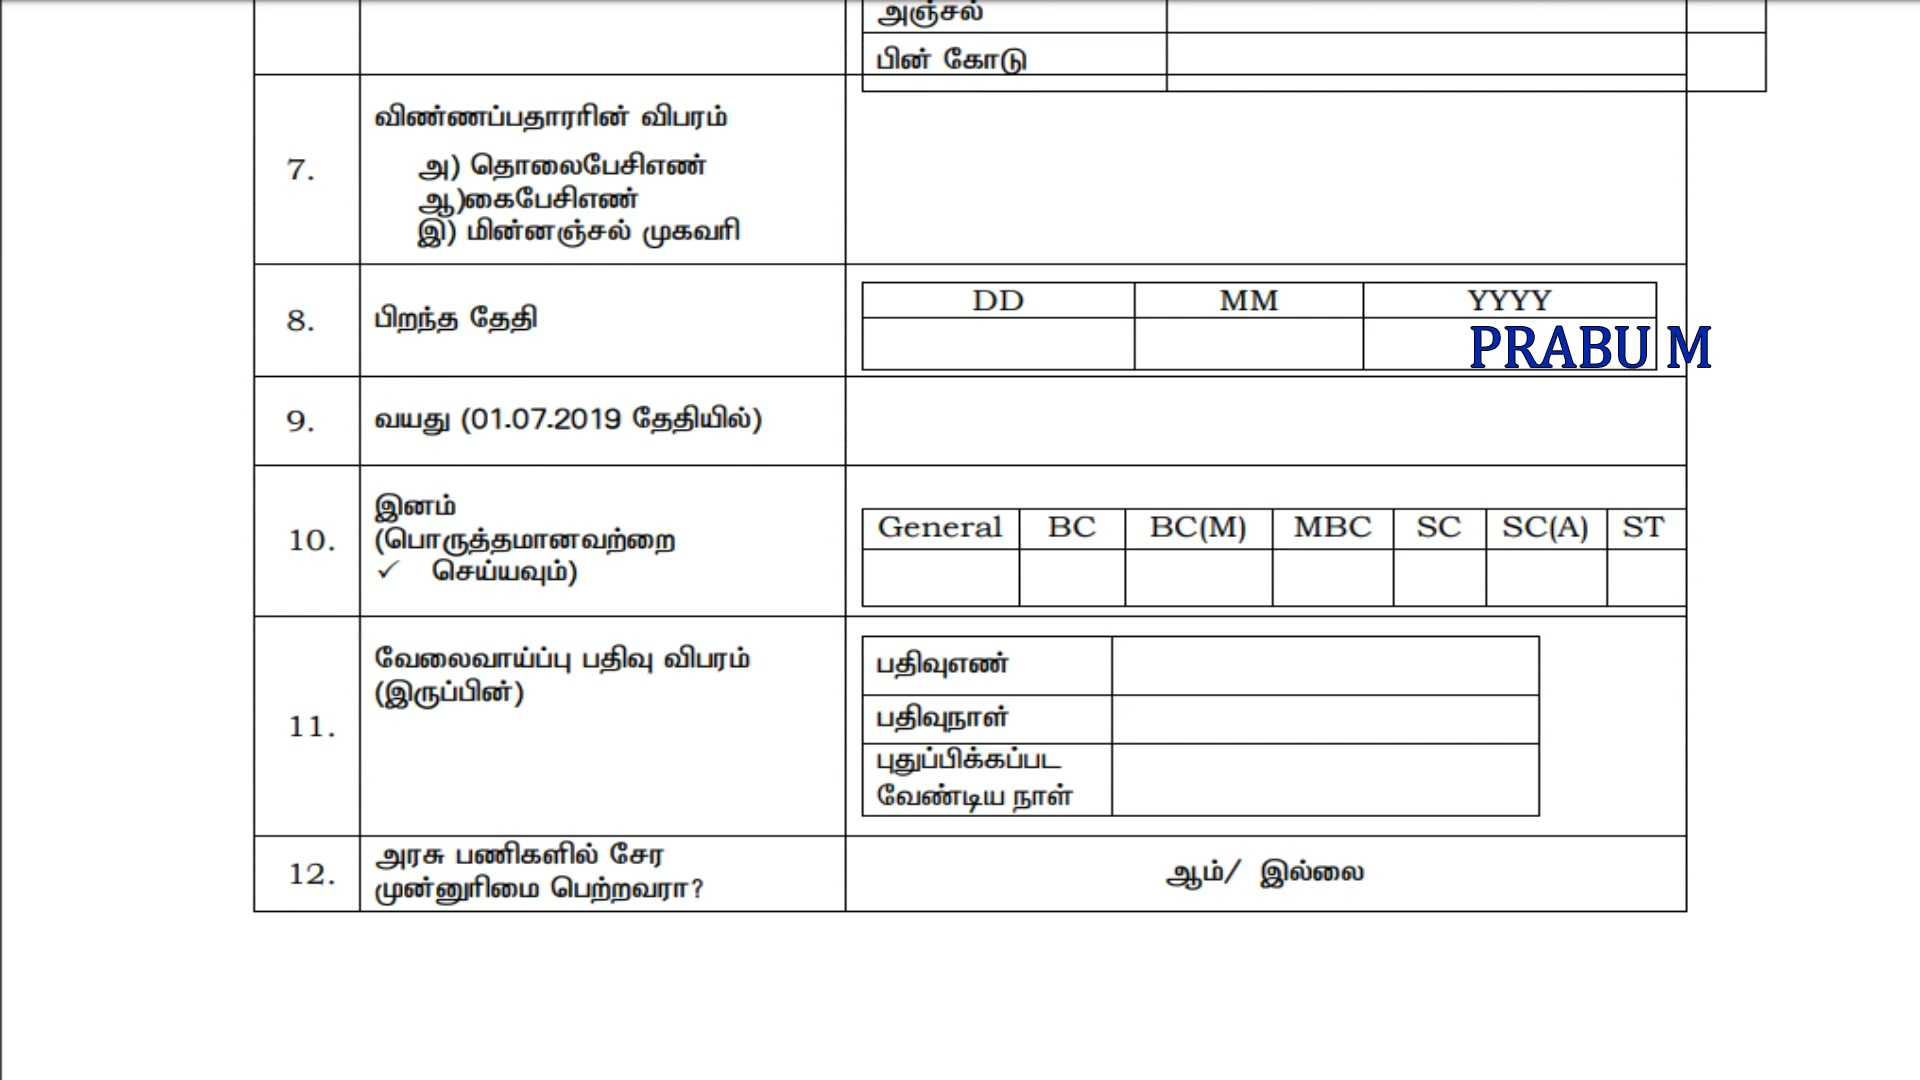 அஞ்சல்
பின் கோடு
7.
விண்ணப்பதாரரின் விபரம்
அ) தொலைபேசிஎண்
ஆ)கைபேசிஎண்
இ) மின்னஞ்சல் முகவரி
8.
பிறந்த தேதி
DD MM YYYY
PRABU M
9.
வயது (01.07.2019 தேதியில்)
10.
இனம்
(பொருத்தமானவற்றை
✓ செய்யவும்)
General BC BC(M) MBC SC SC(A) ST
11.
வேலைவாய்ப்பு பதிவு விபரம்
(இருப்பின்)
பதிவுஎண்
பதிவுநாள்
புதுப்பிக்கப்பட
வேண்டிய நாள்
12.
அரசு பணிகளில் சேர
முன்னுரிமை பெற்றவரா?
ஆம்/ இல்லை